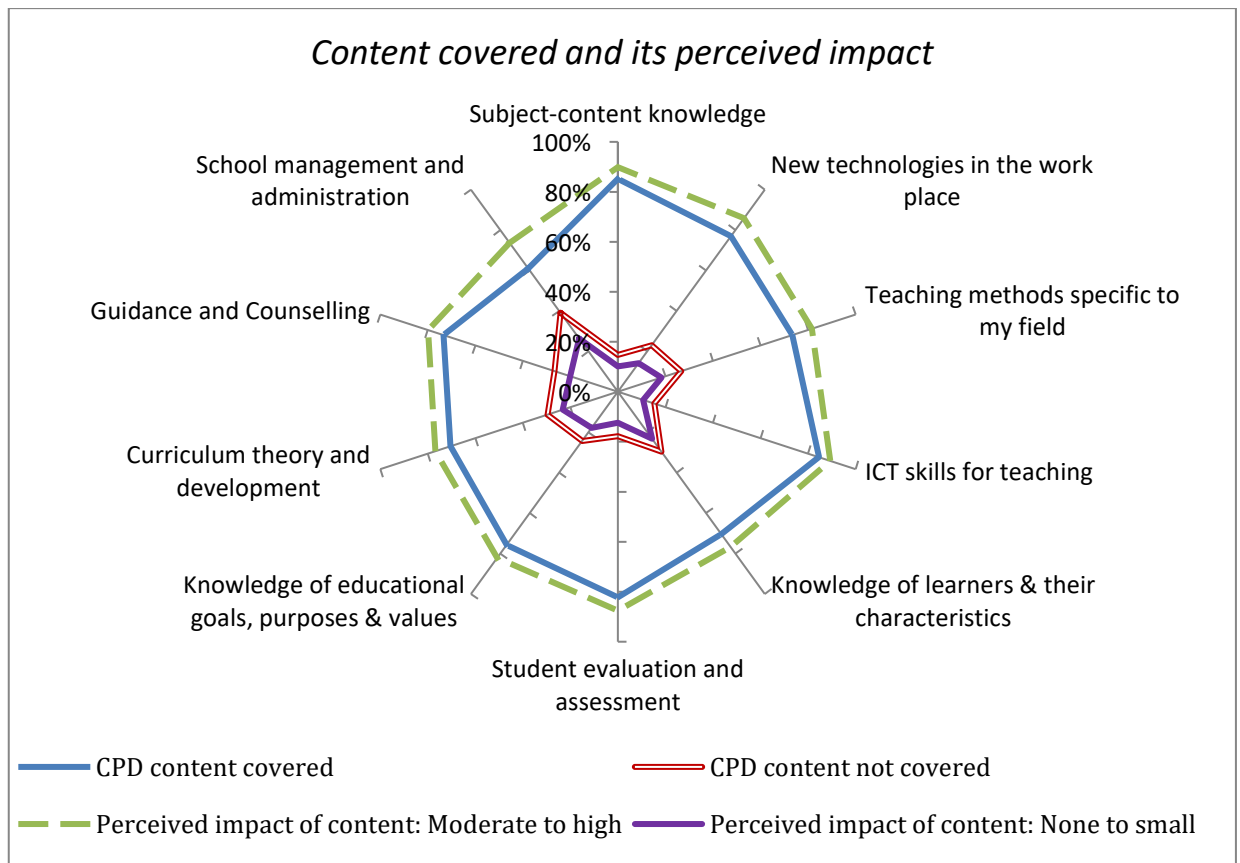 Content covered and its perceived impact
Subject-content knowledge
100%
80%
60%
40%
20%
0%
New technologies in the work
place
Teaching methods specific to
my field
ICT skills for teaching
Knowledge of learners & their
characteristics
Student evaluation and
assessment
Knowledge of educational
goals, purposes & values
Curriculum theory and
development
Guidance and Counselling
School management and
administration
CPD content covered
CPD content not covered
Perceived impact of content: Moderate to high
Perceived impact of content: None to small